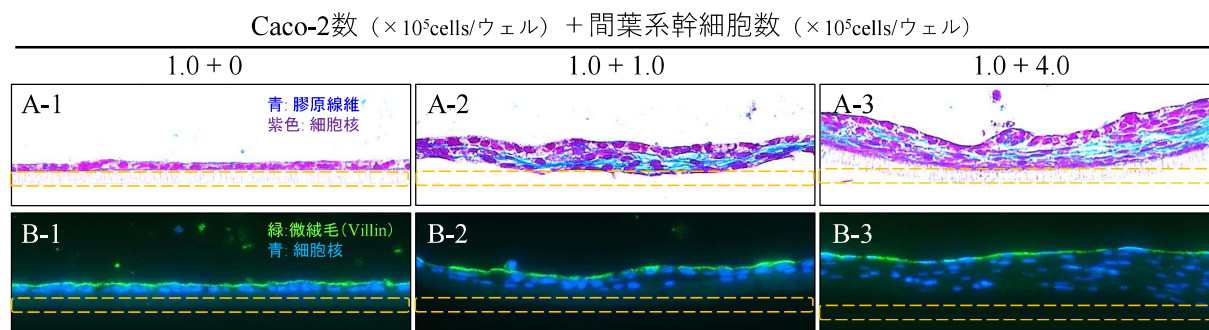 Caco-2数（×10⁵cells/ウェル）＋間葉系幹細胞数（×10⁵cells/ウェル）
1.0 + 0
1.0 + 1.0
1.0 + 4.0
A-1
青: 膠原線維
紫色: 細胞核
A-2
A-3
B-1
緑:微絨毛(Villin)
青: 細胞核
B-2
B-3